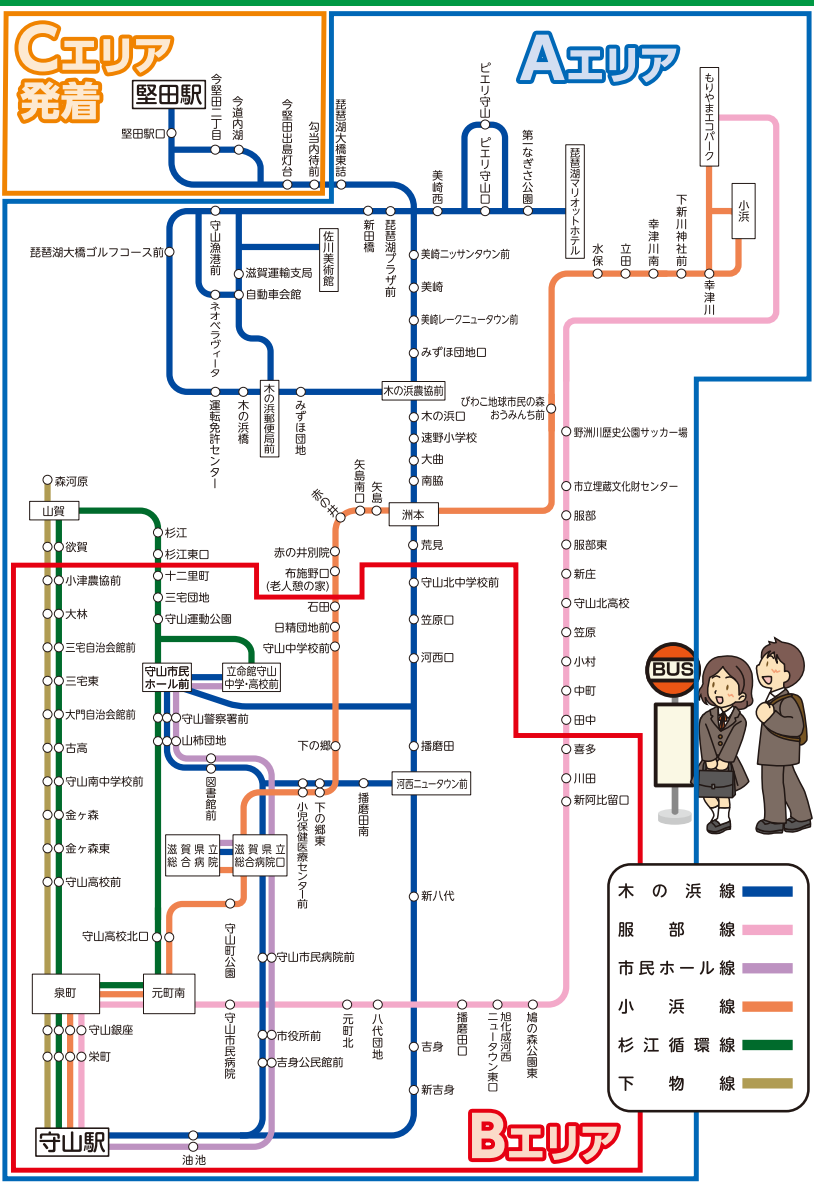 Cエリア
発着
Aエリア
堅田駅
堅田駅口
今堅田二丁目
今道内湖
今堅田出島灯台
勾当内侍前
琵琶湖大橋東詰
ピエリ守山
ピエリ守山口
美崎西
第一なぎさ公園
琵琶湖マリオットホテル
もりやまエコパーク
小浜
水保
立田
幸津川南
下新川神社前
幸津川
琵琶湖大橋ゴルフコース前
守山漁港前
佐川美術館
新田橋
琵琶湖プラザ前
滋賀運輸支局
自動車会館
ネオベラヴィータ
美崎ニッサンタウン前
美崎
美崎レークニュータウン前
みずほ団地口
木の浜農協前
運転免許センター
木の浜橋
木の浜郵便局前
みずほ団地
木の浜口
速野小学校
大曲
南脇
びわこ地球市民の森
おうみんち前
野洲川歴史公園サッカー場
市立埋蔵文化財センター
服部
服部東
新庄
守山北高校
笠原
小村
中町
田中
喜多
川田
新阿比留口
森河原
山賀
欲賀
小津農協前
大林
三宅自治会館前
三宅東
大門自治会館前
古高
守山南中学校前
金ヶ森
金ヶ森東
守山高校前
杉江
杉江東口
十二里町
三宅団地
守山運動公園
守山市民
ホール前
立命館守山
中学・高校前
守山警察署前
山柿団地
図書館前
赤の井
矢島南口
矢島
洲本
赤の井別院
布施野口
(老人憩の家)
石田
日精団地前
守山中学校前
下の郷
荒見
守山北中学校前
笠原口
河西口
播磨田
河西ニュータウン前
小児保健医療センター前
下の郷東
播磨田南
滋賀県立
総合病院
滋賀県立
総合病院口
守山高校北口
守山町公園
新八代
守山市民病院前
泉町
元町南
守山銀座
栄町
守山市民病院
市役所前
吉身公民館前
元町北
八代団地
播磨田口
旭化成河西
ニュータウン東口
鳩の森公園東
吉身
新吉身
守山駅
油池
Bエリア
BUS
木の浜線
服部線
市民ホール線
小浜線
杉江循環線
下物線